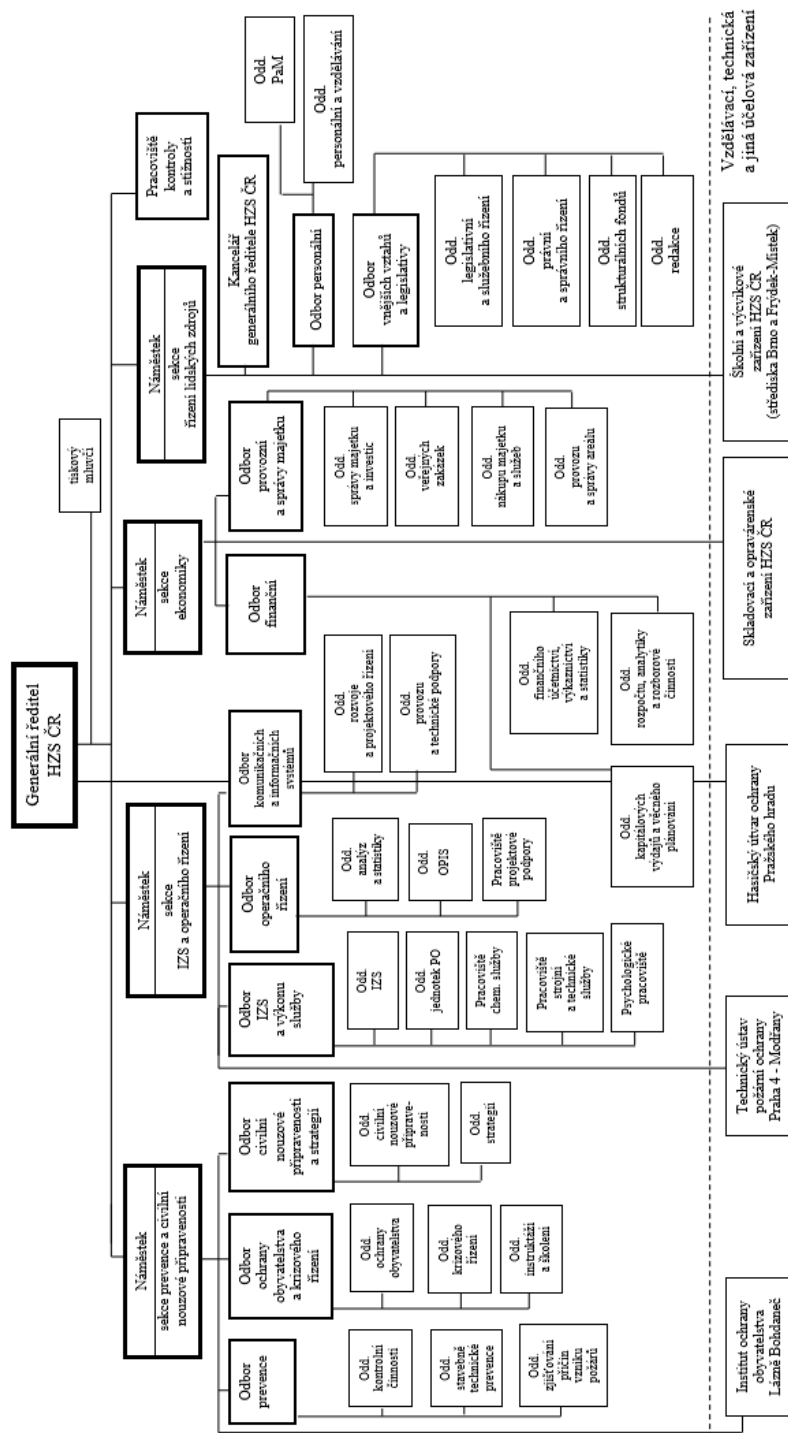 Generální ředitel
HZS ČR
tiskový
mluvčí
Náměstek
sekce prevence a civilní
nouzové připravenosti
Náměstek
sekce
IZS a operačního řízení
Náměstek
sekce
ekonomiky
Náměstek
sekce
řízení lidských zdrojů
Pracoviště
kontroly
a stížností
Odbor
prevence
Odbor
ochrany
obyvatelstva
a krizového
řízení
Odbor
civilní
nouzové
připravenosti
a strategií
Odbor
IZS
a výkonu
služby
Odbor
operačního
řízení
Odbor
komunikačních
a informačních
systémů
Odbor
finanční
Odbor
provozní
a správy majetku
Kancelář
generálního ředitele HZS ČR
Odbor personální
Odd.
PaM
Odd.
personální a vzdělávání
Odbor
vnějších vztahů
a legislativy
Odd.
kontrolní
činnosti
Odd.
stavebně
technické
prevence
Odd.
zjišťování
příčin
vzniku
požárů
Odd.
ochrany
obyvatelstva
Odd.
krizového
řízení
Odd.
instruktáží
a školení
Odd.
civilní
nouzové
připrave-
nosti
Odd.
strategií
Odd.
IZS
Odd.
jednotek PO
Pracoviště
chem. služby
Pracoviště
strojní
a technické
služby
Psychologické
pracoviště
Odd.
analýz
a statistiky
Odd.
OPIS
Pracoviště
projektové
podpory
Odd.
rozvoje
a projektového řízení
Odd.
provozu
a technické podpory
Odd.
kapitálových
výdajů a věcného
plánování
Odd.
finančního
účetnictví,
výkaznictví
a statistiky
Odd.
rozpočtu, analytiky
a rozborové
činnosti
Odd.
správy majetku
a investic
Odd.
veřejných
zakázek
Odd.
nákupu majetku
a služeb
Odd.
provozu
a správy areálu
Odd.
legislativní
a služebního řízení
Odd.
právní
a správního řízení
Odd.
strukturálních fondů
Odd.
redakce
Vzdělávací, technická
a jiná účelová zařízení
Institut ochrany
obyvatelstva
Lázně Bohdaneč
Technický ústav
požární ochrany
Praha 4 - Modřany
Hasičský útvar ochrany
Pražského hradu
Skladovací a opravárenské
zařízení HZS ČR
Školní a výcvikové
zařízení HZS ČR
(střediska Brno a Frýdek-Místek)